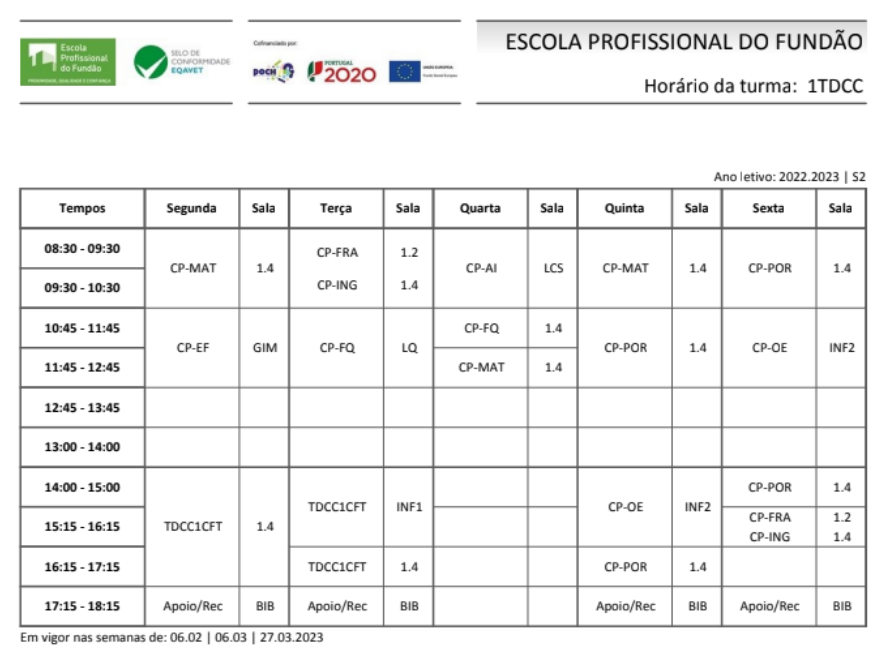 Escola
Profissional
do Fundão
SELO DE
CONFORMIDADE
EQAVET
Cofinanciado por:
POCH
PORTUGAL
2020
UNIÃO EUROPEIA
Fundo Social Europeu
ESCOLA PROFISSIONAL DO FUNDÃO
Horário da turma: 1TDCC
Ano letivo: 2022.2023 | S2
Tempos Segunda Sala Terça Sala Quarta Sala Quinta Sala Sexta Sala
08:30 - 09:30
CP-FRA 1.2
CP-MAT 1.4 CP-AI LCS CP-MAT 1.4 CP-POR 1.4
09:30 - 10:30 CP-ING 1.4
10:45 - 11:45 CP-FQ 1.4
CP-EF GIM CP-FQ LQ CP-POR 1.4 CP-OE INF2
11:45 - 12:45 CP-MAT 1.4
12:45 - 13:45
13:00 - 14:00
14:00 - 15:00 CP-POR 1.4
TDCC1CFT INF1 CP-OE INF2
CP-FRA 1.2
15:15 - 16:15 TDCC1CFT 1.4
CP-ING 1.4
16:15 - 17:15 TDCC1CFT 1.4 CP-POR 1.4
17:15 - 18:15 Apoio/Rec BIB Apoio/Rec BIB Apoio/Rec BIB Apoio/Rec BIB
Em vigor nas semanas de: 06.02 | 06.03 | 27.03.2023